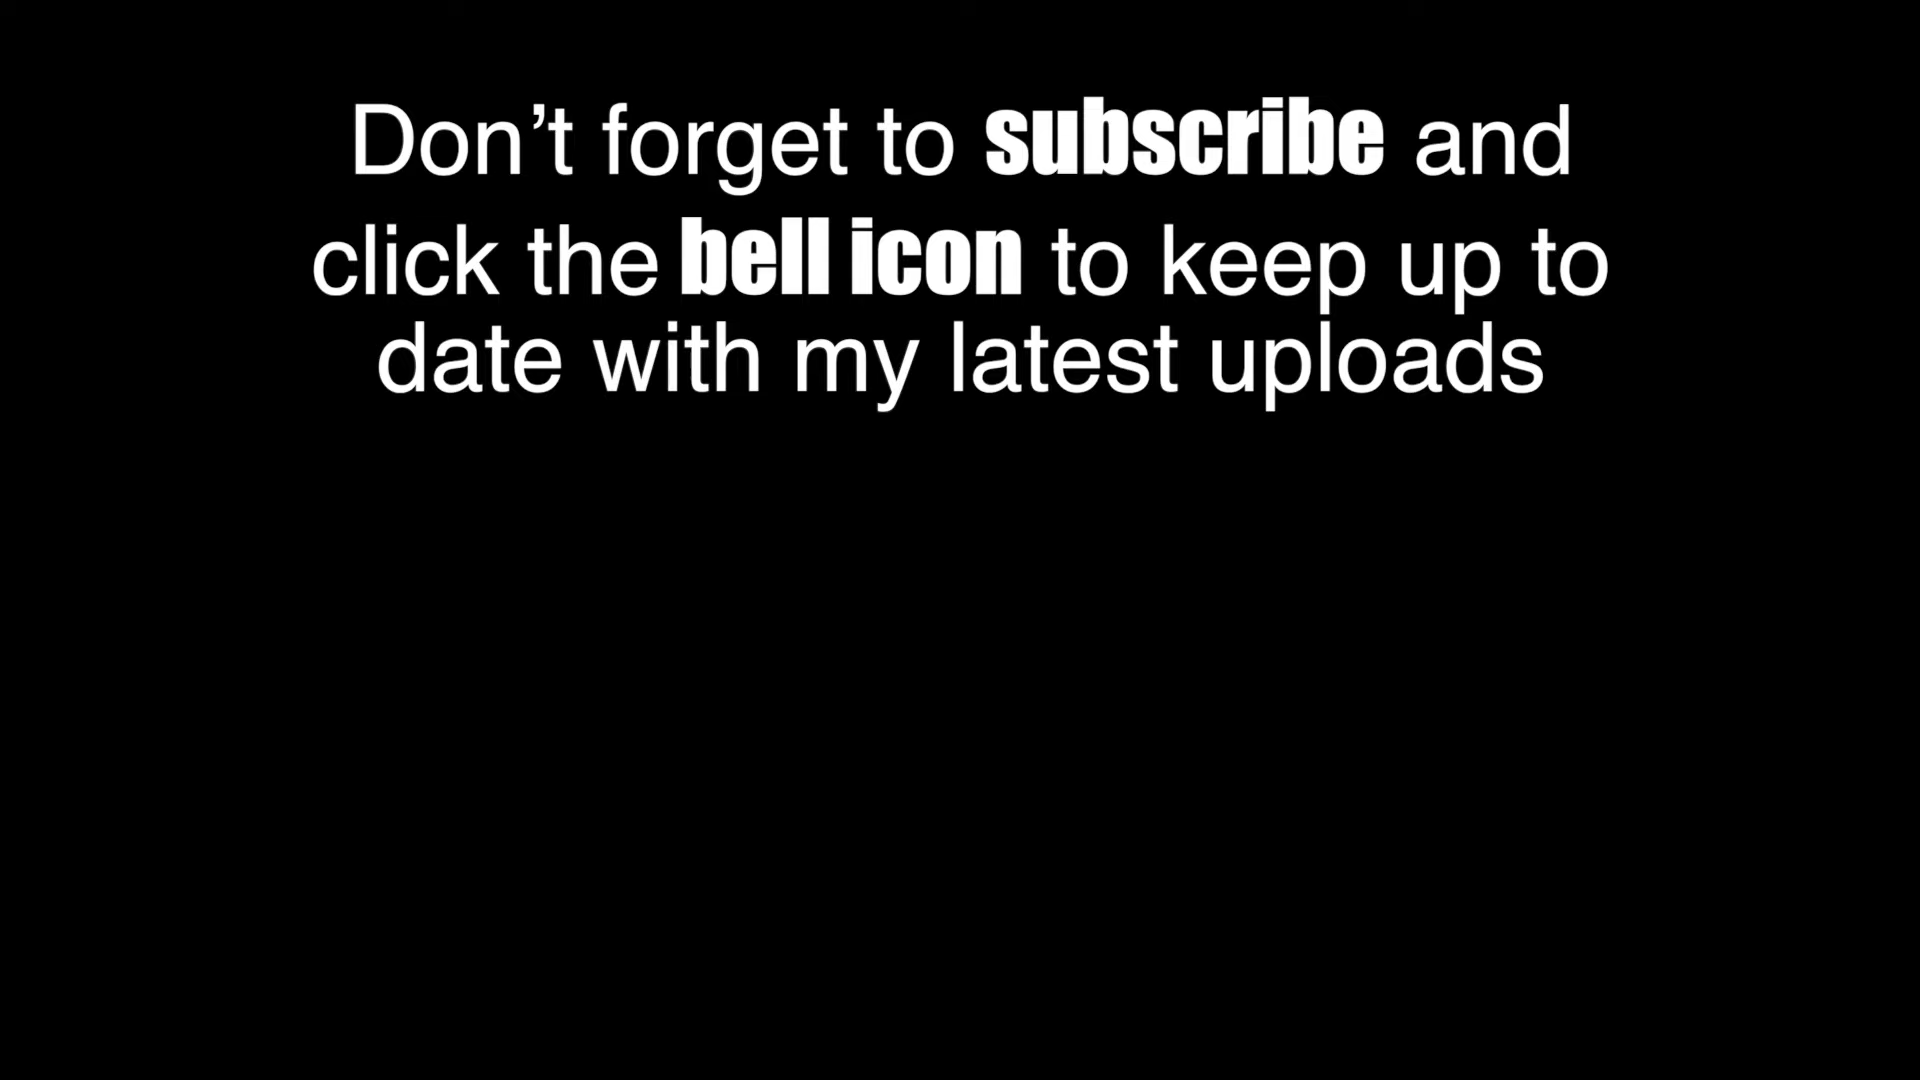 Don’t forget to subscribe and
click the bell icon to keep up to
date with my latest uploads